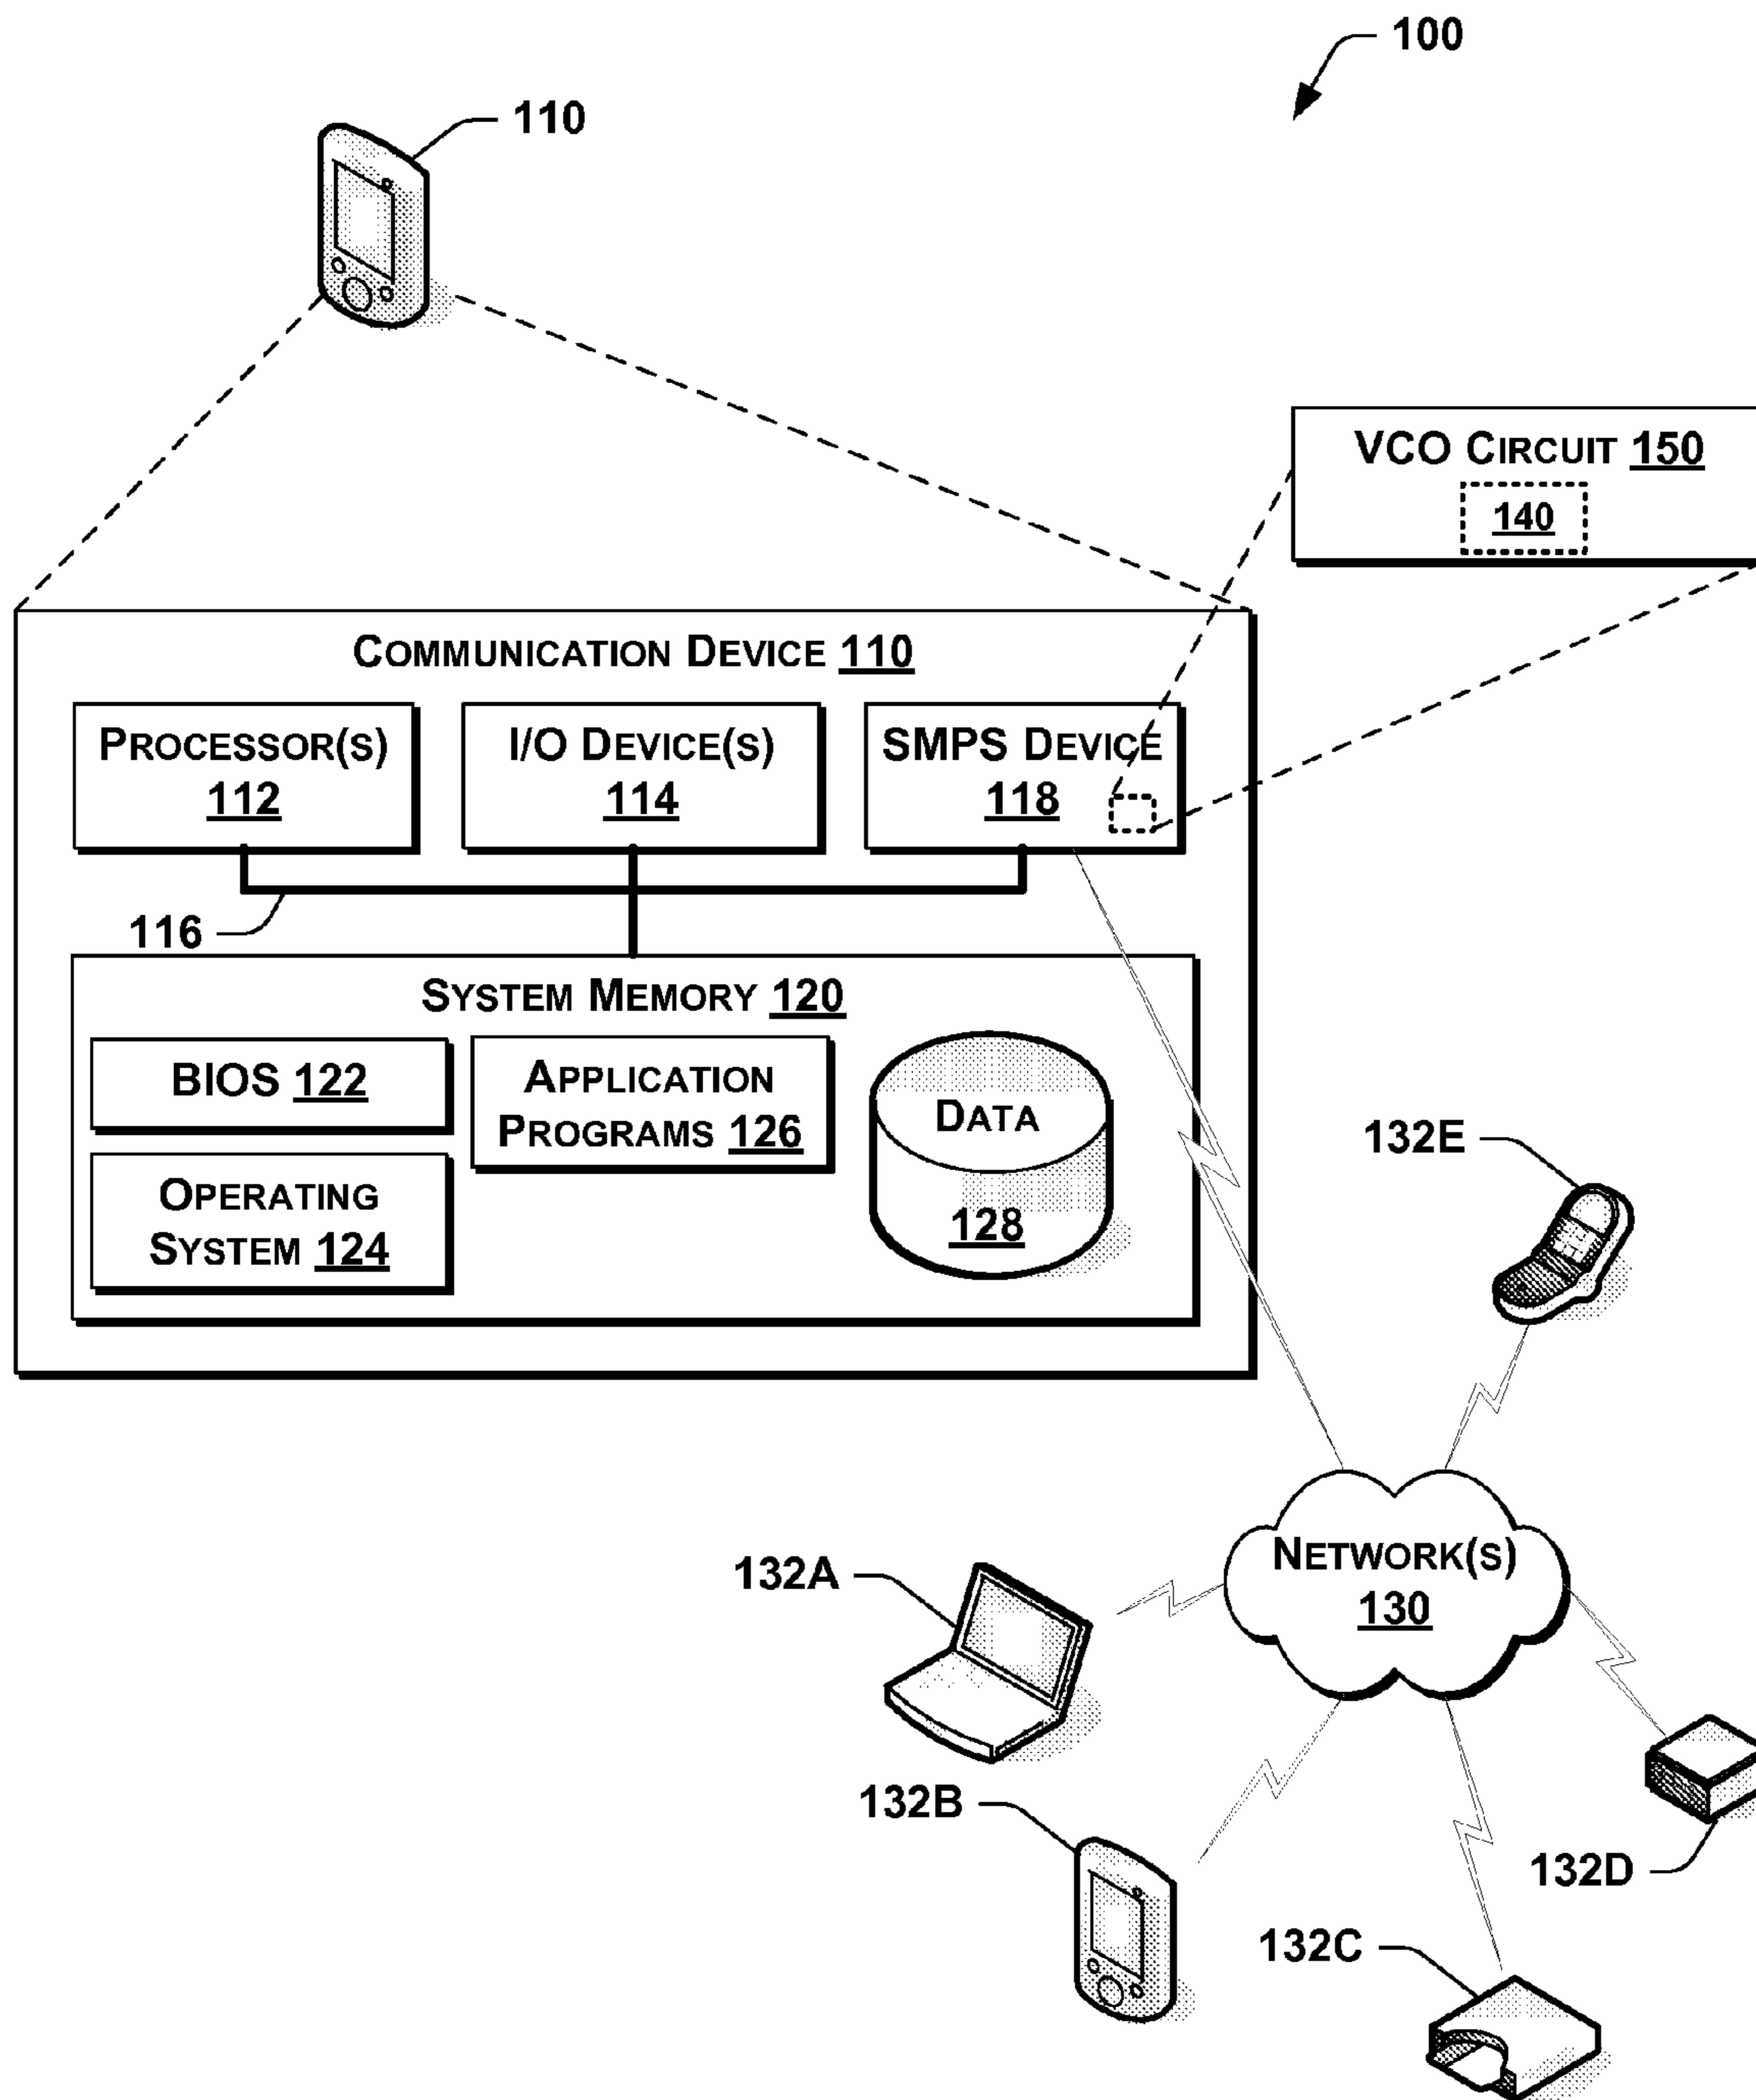 100
110
VCO CIRCUIT 150
140
COMMUNICATION DEVICE 110
PROCESSOR(S)
112
I/O DEVICE(S)
114
SMPS DEVICE
118
116
SYSTEM MEMORY 120
BIOS 122
OPERATING
SYSTEM 124
APPLICATION
PROGRAMS 126
DATA
128
132E
NETWORK(S)
130
132A
132B
132D
132C